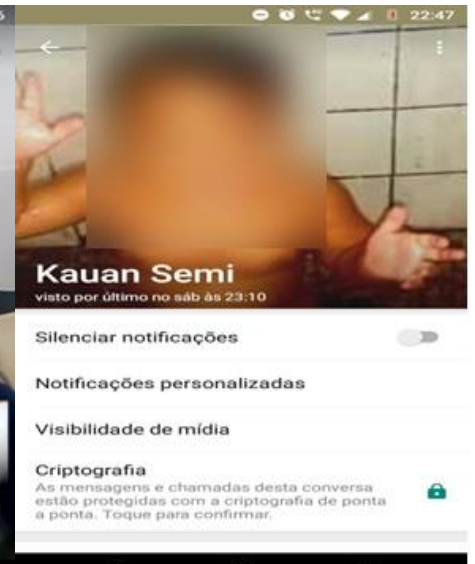 22:47
Kauan Semi
visto por último no sáb às 23:10
Silenciar notificações
Notificações personalizadas
Visibilidade de mídia
Criptografia
As mensagens e chamadas desta conversa
estão protegidas com a criptografia de ponta
a ponta. Toque para confirmar.